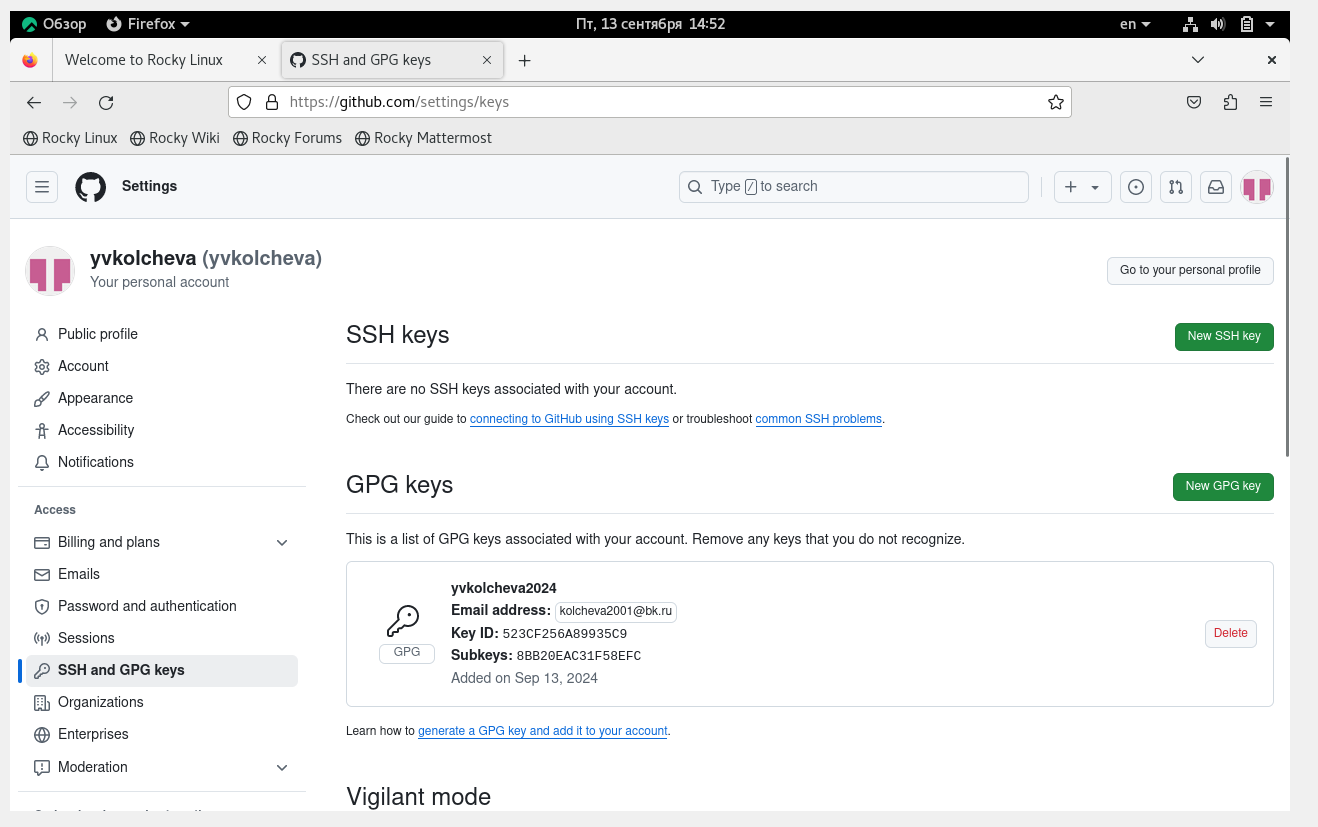 Обзор Firefox Пт, 13 сентября 14:52 en
Welcome to Rocky Linux SSH and GPG keys
https://github.com/settings/keys
Rocky Linux Rocky Wiki Rocky Forums Rocky Mattermost
Settings Type / to search
yvkolcheva (yvkolcheva)
Your personal account
Go to your personal profile
Public profile
Account
Appearance
Accessibility
Notifications
Access
Billing and plans
Emails
Password and authentication
Sessions
SSH and GPG keys
Organizations
Enterprises
Moderation
SSH keys
New SSH key
There are no SSH keys associated with your account.
Check out our guide to connecting to GitHub using SSH keys or troubleshoot common SSH problems.
GPG keys
New GPG key
This is a list of GPG keys associated with your account. Remove any keys that you do not recognize.
GPG
yvkolcheva2024
Email address: kolcheva2001@bk.ru
Key ID: 523CF256A89935C9
Subkeys: 8BB20EAC31F58EFC
Added on Sep 13, 2024
Delete
Learn how to generate a GPG key and add it to your account.
Vigilant mode